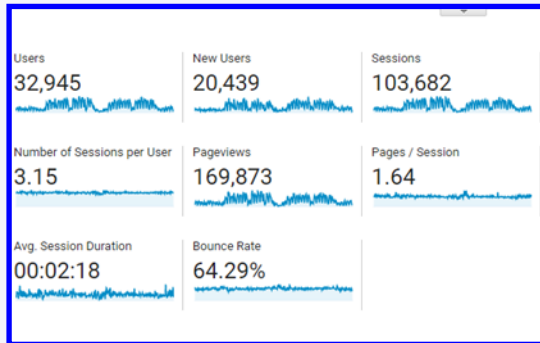 Users
32,945
New Users
20,439
Sessions
103,682
Number of Sessions per User
3.15
Pageviews
169,873
Pages / Session
1.64
Avg. Session Duration
00:02:18
Bounce Rate
64.29%